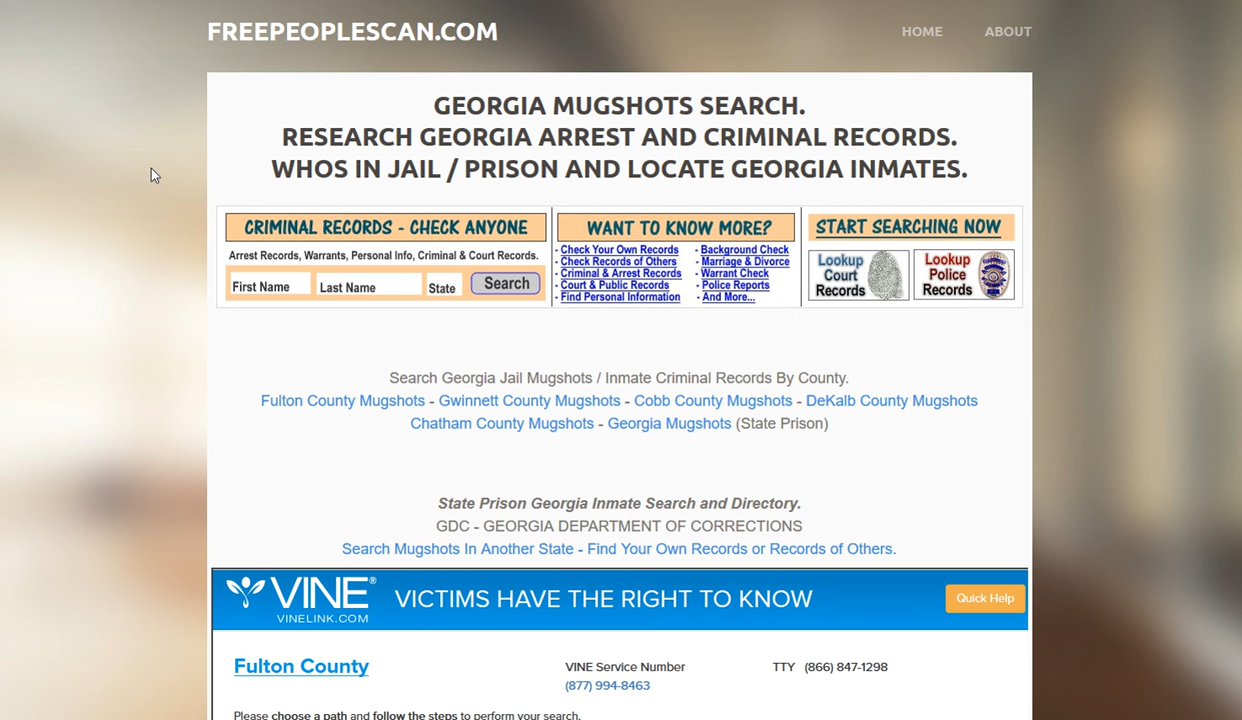 FREEPEOPLESCAN.COM
HOME ABOUT
GEORGIA MUGSHOTS SEARCH.
RESEARCH GEORGIA ARREST AND CRIMINAL RECORDS.
WHOS IN JAIL / PRISON AND LOCATE GEORGIA INMATES.
CRIMINAL RECORDS - CHECK ANYONE
Arrest Records, Warrants, Personal Info, Criminal & Court Records.
First Name Last Name State Search
WANT TO KNOW MORE?
- Check Your Own Records - Background Check
- Check Records of Others - Marriage & Divorce
- Criminal & Arrest Records - Warrant Check
- Court & Public Records - Police Reports
- Find Personal Information - And More...
START SEARCHING NOW
Lookup Court Records
Lookup Police Records
Search Georgia Jail Mugshots / Inmate Criminal Records By County.
Fulton County Mugshots - Gwinnett County Mugshots - Cobb County Mugshots - DeKalb County Mugshots
Chatham County Mugshots - Georgia Mugshots (State Prison)
State Prison Georgia Inmate Search and Directory.
GDC - GEORGIA DEPARTMENT OF CORRECTIONS
Search Mugshots In Another State - Find Your Own Records or Records of Others.
VINE® VICTIMS HAVE THE RIGHT TO KNOW Quick Help
VINELINK.COM
Fulton County VINE Service Number TTY (866) 847-1298
(877) 994-8463
Please choose a path and follow the steps to perform your search.